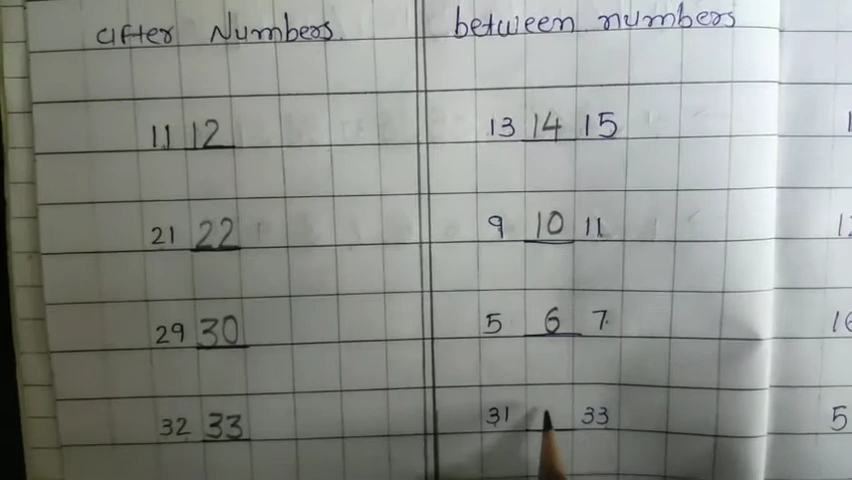 after Numbers
11 12
21 22
29 30
32 33
between numbers
13 14 15
9 10 11
5 6 7
31 33